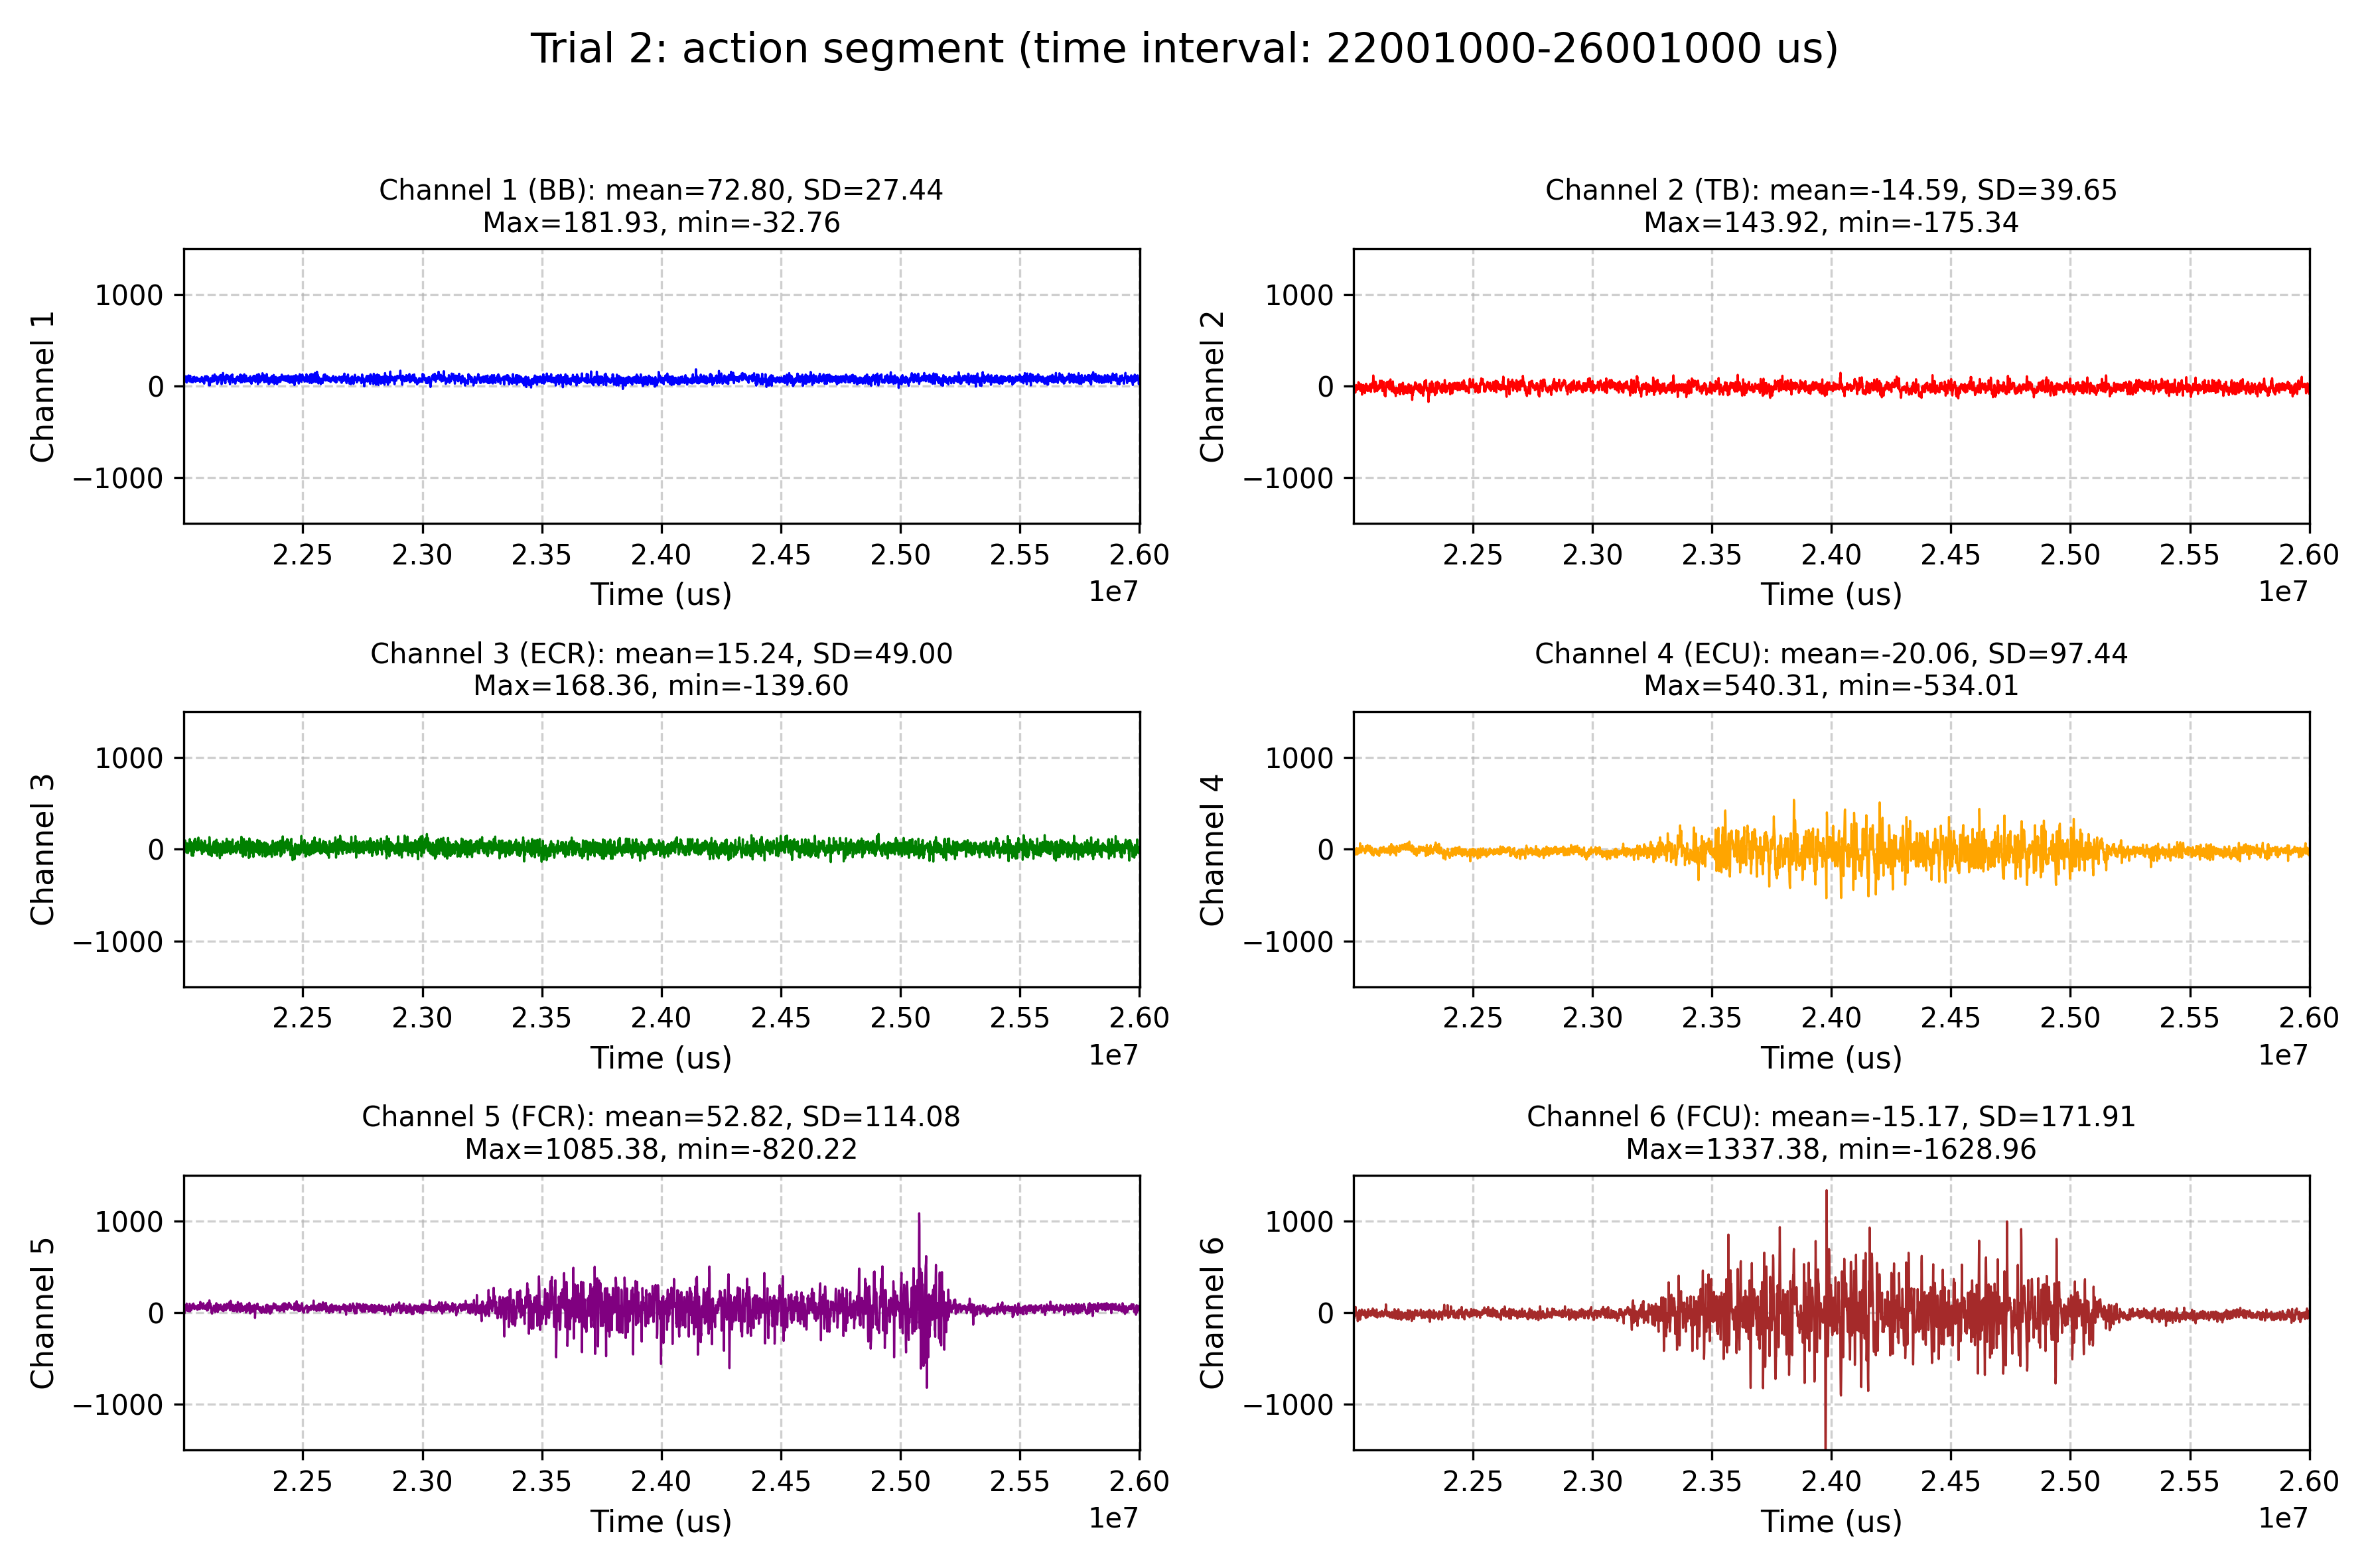 Trial 2: action segment (time interval: 22001000-26001000 us)
Channel 1 (BB): mean=72.80, SD=27.44
Max=181.93, min=-32.76
Channel 1
1000
0
−1000
2.25 2.30 2.35 2.40 2.45 2.50 2.55 2.60
Time (us)
1e7
Channel 2 (TB): mean=-14.59, SD=39.65
Max=143.92, min=-175.34
Channel 2
1000
0
−1000
2.25 2.30 2.35 2.40 2.45 2.50 2.55 2.60
Time (us)
1e7
Channel 3 (ECR): mean=15.24, SD=49.00
Max=168.36, min=-139.60
Channel 3
1000
0
−1000
2.25 2.30 2.35 2.40 2.45 2.50 2.55 2.60
Time (us)
1e7
Channel 4 (ECU): mean=-20.06, SD=97.44
Max=540.31, min=-534.01
Channel 4
1000
0
−1000
2.25 2.30 2.35 2.40 2.45 2.50 2.55 2.60
Time (us)
1e7
Channel 5 (FCR): mean=52.82, SD=114.08
Max=1085.38, min=-820.22
Channel 5
1000
0
−1000
2.25 2.30 2.35 2.40 2.45 2.50 2.55 2.60
Time (us)
1e7
Channel 6 (FCU): mean=-15.17, SD=171.91
Max=1337.38, min=-1628.96
Channel 6
1000
0
−1000
2.25 2.30 2.35 2.40 2.45 2.50 2.55 2.60
Time (us)
1e7